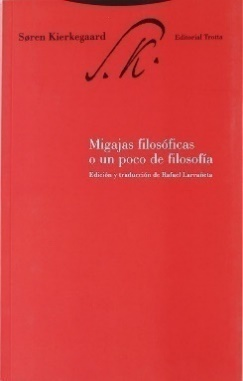 Søren Kierkegaard
Editorial Trotta
S. K.
Migajas filosóficas
o un poco de filosofía
Edición y traducción de Rafael Larrañeta